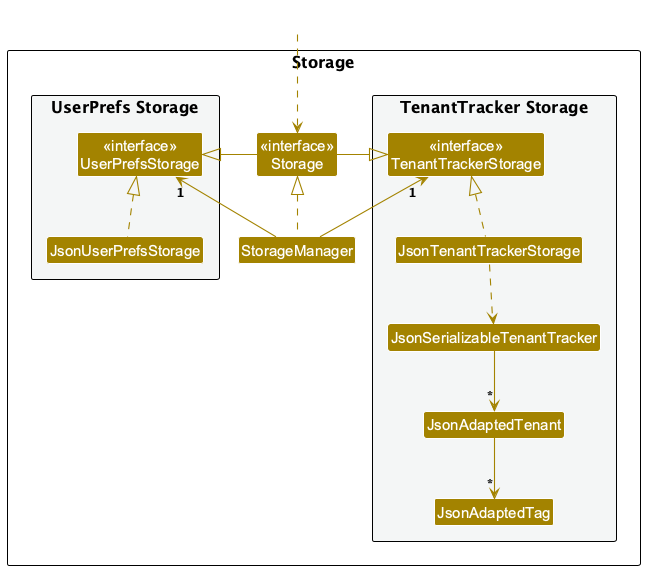 Storage
UserPrefs Storage
TenantTracker Storage
«interface»
UserPrefsStorage
«interface»
Storage
«interface»
TenantTrackerStorage
1
1
JsonUserPrefsStorage
StorageManager
JsonTenantTrackerStorage
JsonSerializableTenantTracker
*
JsonAdaptedTenant
*
JsonAdaptedTag